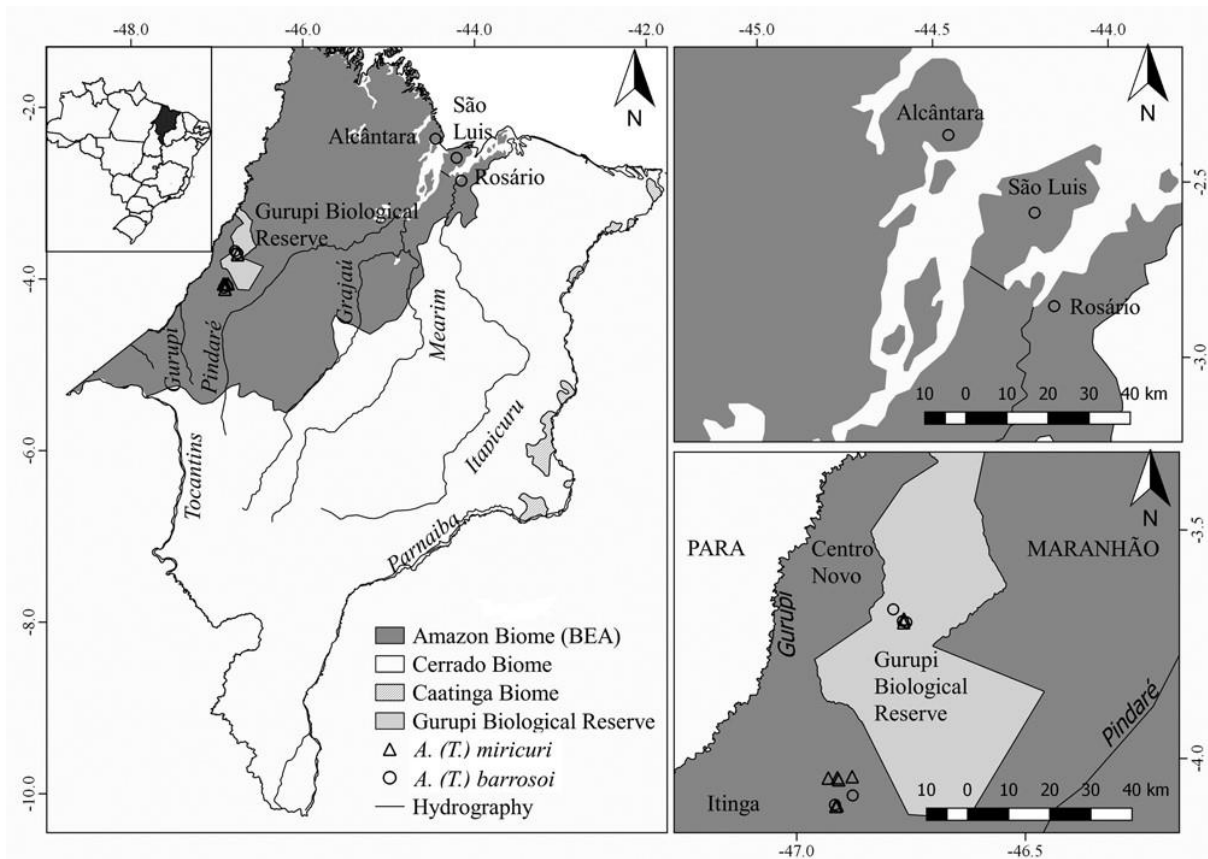 -48.0
-46.0
-44.0
-42.0
-2.0
-4.0
-6.0
-8.0
-10.0
N
São
Luis
Alcântara
Rosário
Gurupi Biological
Reserve
Gurupi
Pindaré
Grajaú
Mearim
Itapicuru
Tocantins
Parnaiba
Amazon Biome (BEA)
Cerrado Biome
Caatinga Biome
Gurupi Biological Reserve
A. (T.) miricuri
A. (T.) barrosoi
Hydrography
-45.0
-44.5
-44.0
N
Alcântara
São Luis
Rosário
-2.5
-3.0
10 0 10 20 30 40 km
N
PARA
Centro
Novo
MARANHÃO
Gurupi
Gurupi
Biological
Reserve
Pindaré
Itinga
10 0 10 20 30 40 km
-3.5
-4.0
-47.0
-46.5